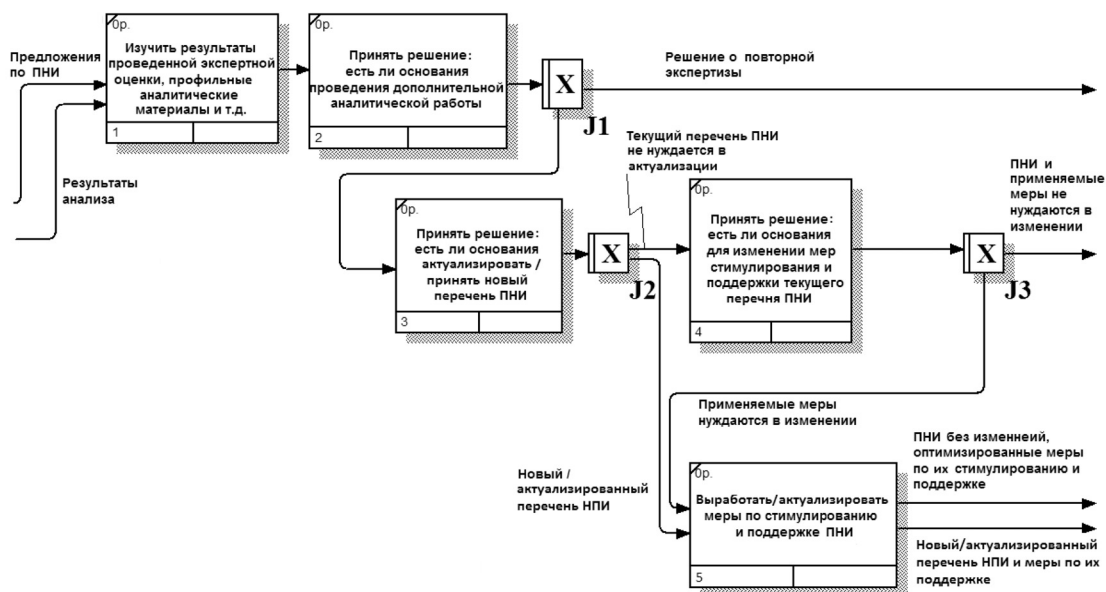 Предложения
по ПНИ
Результаты
анализа
0р.
Изучить результаты
проведенной экспертной
оценки, профильные
аналитические
материалы и т.д.
1
0р.
Принять решение:
есть ли основания
проведения дополнительной
аналитической работы
2
X
J1
Решение о повторной
экспертизы
0р.
Принять решение:
есть ли основания
актуализировать /
принять новый
перечень ПНИ
3
X
J2
Текущий перечень ПНИ
не нуждается в
актуализации
0р.
Принять решение:
есть ли основания
для изменении мер
стимулирования и
поддержки текущего
перечня ПНИ
4
X
J3
ПНИ и
применяемые
меры не
нуждаются в
изменении
Применяемые меры
нуждаются в изменении
Новый /
актуализированный
перечень НПИ
0р.
Выработать/актуализировать
меры по стимулированию
и поддержке ПНИ
5
ПНИ без изменнеий,
оптимизированные меры
по их стимулированию и
поддержке
Новый/актуализированный
перечень НПИ и меры по их
поддержке